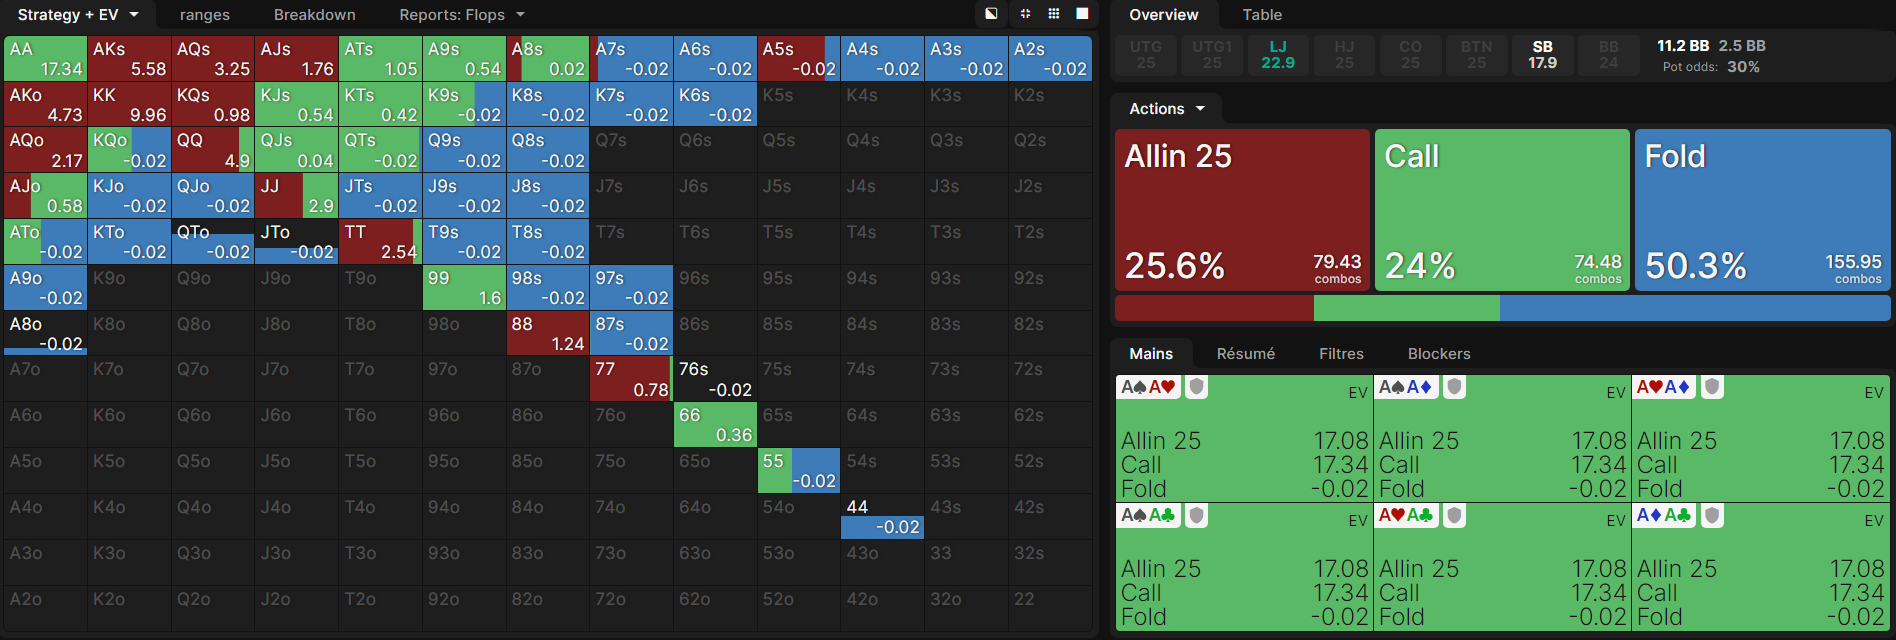 Strategy + EV ranges Breakdown Reports: Flops
AA AKs AQs AJs ATs A9s A8s A7s A6s A5s A4s A3s A2s
17.34 5.58 3.25 1.76 1.05 0.54 0.02 -0.02 -0.02 -0.02 -0.02 -0.02 -0.02
AKo KK KQs KJs KTs K9s K8s K7s K6s K5s K4s K3s K2s
4.73 9.96 0.98 0.54 0.42 -0.02 -0.02 -0.02 -0.02
AQo KQo QQ QJs QTs Q9s Q8s Q7s Q6s Q5s Q4s Q3s Q2s
2.17 -0.02 4.9 0.04 -0.02 -0.02 -0.02
AJo KJo QJo JJ JTs J9s J8s J7s J6s J5s J4s J3s J2s
0.58 -0.02 -0.02 2.9 -0.02 -0.02 -0.02
ATo KTo QTo JTo TT T9s T8s T7s T6s T5s T4s T3s T2s
-0.02 -0.02 -0.02 -0.02 2.54 -0.02 -0.02
A9o K9o Q9o J9o T9o 99 98s 97s 96s 95s 94s 93s 92s
-0.02 1.6 -0.02 -0.02
A8o K8o Q8o J8o T8o 98o 88 87s 86s 85s 84s 83s 82s
-0.02 1.24 -0.02
A7o K7o Q7o J7o T7o 97o 87o 77 76s 75s 74s 73s 72s
0.78 -0.02
A6o K6o Q6o J6o T6o 96o 86o 76o 66 65s 64s 63s 62s
0.36
A5o K5o Q5o J5o T5o 95o 85o 75o 65o 55 54s 53s 52s
-0.02
A4o K4o Q4o J4o T4o 94o 84o 74o 64o 54o 44 43s 42s
-0.02
A3o K3o Q3o J3o T3o 93o 83o 73o 63o 53o 43o 33 32s
A2o K2o Q2o J2o T2o 92o 82o 72o 62o 52o 42o 32o 22
Overview Table
UTG UTG1 LJ HJ CO BTN SB BB 11.2 BB 2.5 BB
25 25 22.9 25 25 25 17.9 24 Pot odds: 30%
Actions
Allin 25 Call Fold
25.6% 79.43 24% 74.48 50.3% 155.95
combos combos combos
Mains Résumé Filtres Blockers
A♠A♥ EV A♠A♦ EV A♥A♦ EV
Allin 25 17.08 Allin 25 17.08 Allin 25 17.08
Call 17.34 Call 17.34 Call 17.34
Fold -0.02 Fold -0.02 Fold -0.02
A♠A♣ EV A♥A♣ EV A♦A♣ EV
Allin 25 17.08 Allin 25 17.08 Allin 25 17.08
Call 17.34 Call 17.34 Call 17.34
Fold -0.02 Fold -0.02 Fold -0.02